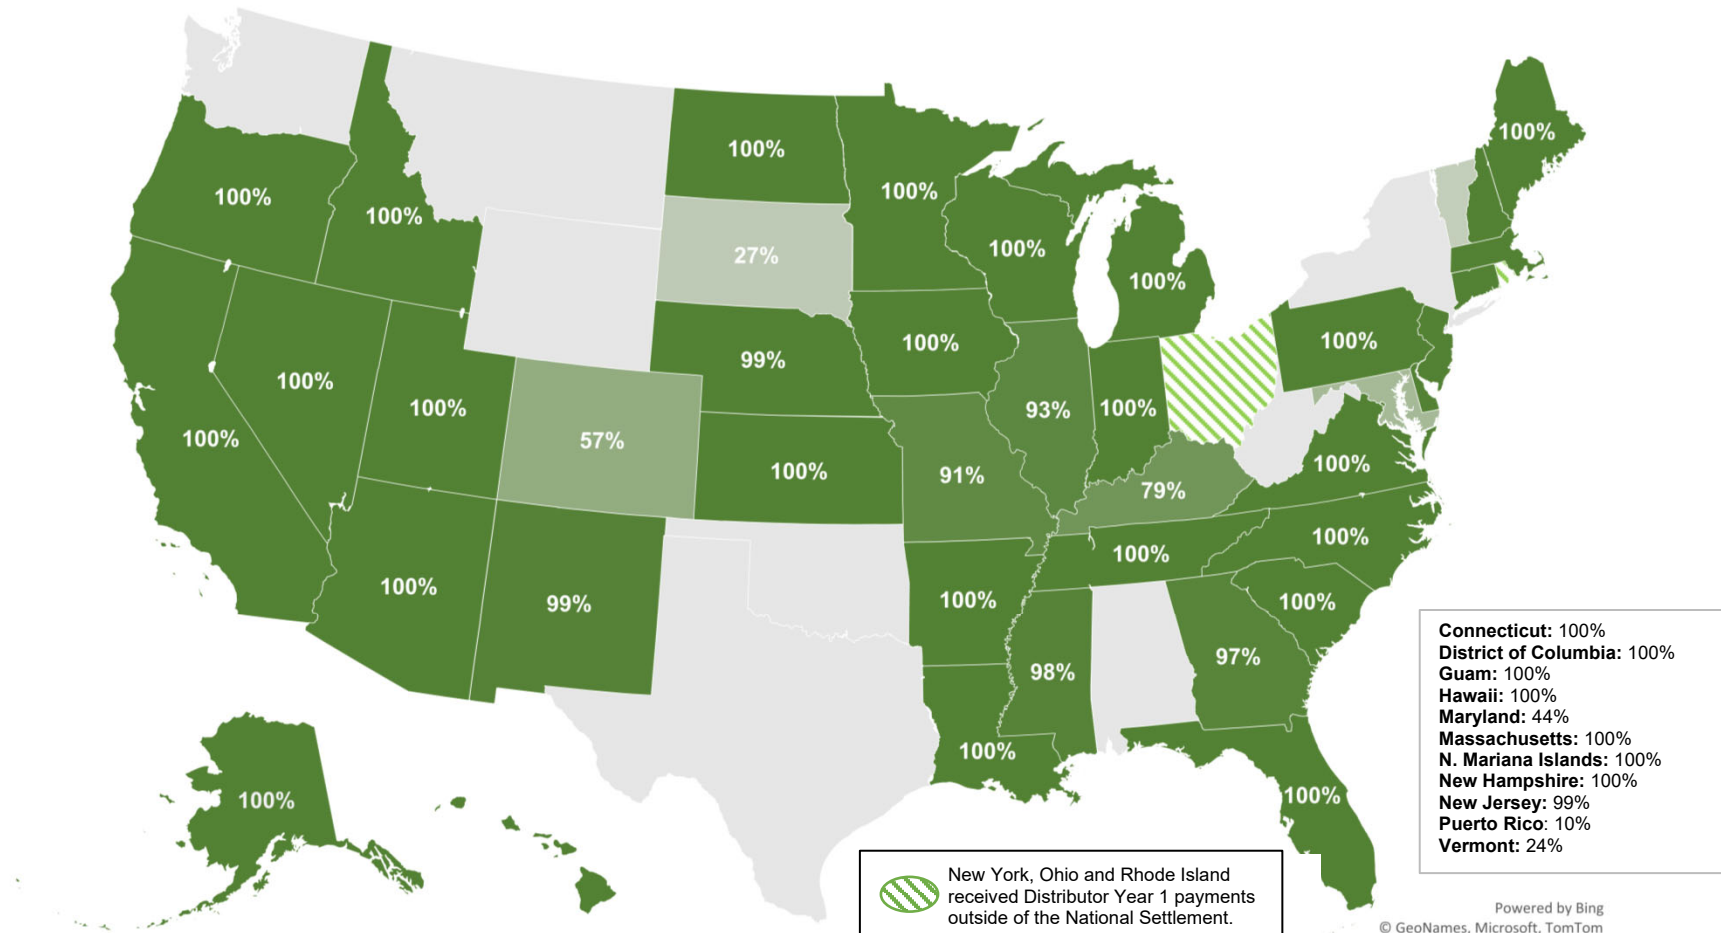 100%
100%
100%
100%
100%
27%
100%
100%
100%
99%
100%
100%
100%
100%
57%
93%
100%
100%
100%
91%
79%
100%
100%
100%
100%
99%
100%
100%
98%
97%
100%
100%
100%
Connecticut: 100%
District of Columbia: 100%
Guam: 100%
Hawaii: 100%
Maryland: 44%
Massachusetts: 100%
N. Mariana Islands: 100%
New Hampshire: 100%
New Jersey: 99%
Puerto Rico: 10%
Vermont: 24%
100%
New York, Ohio and Rhode Island
received Distributor Year 1 payments
outside of the National Settlement.
Powered by Bing
© GeoNames, Microsoft, TomTom